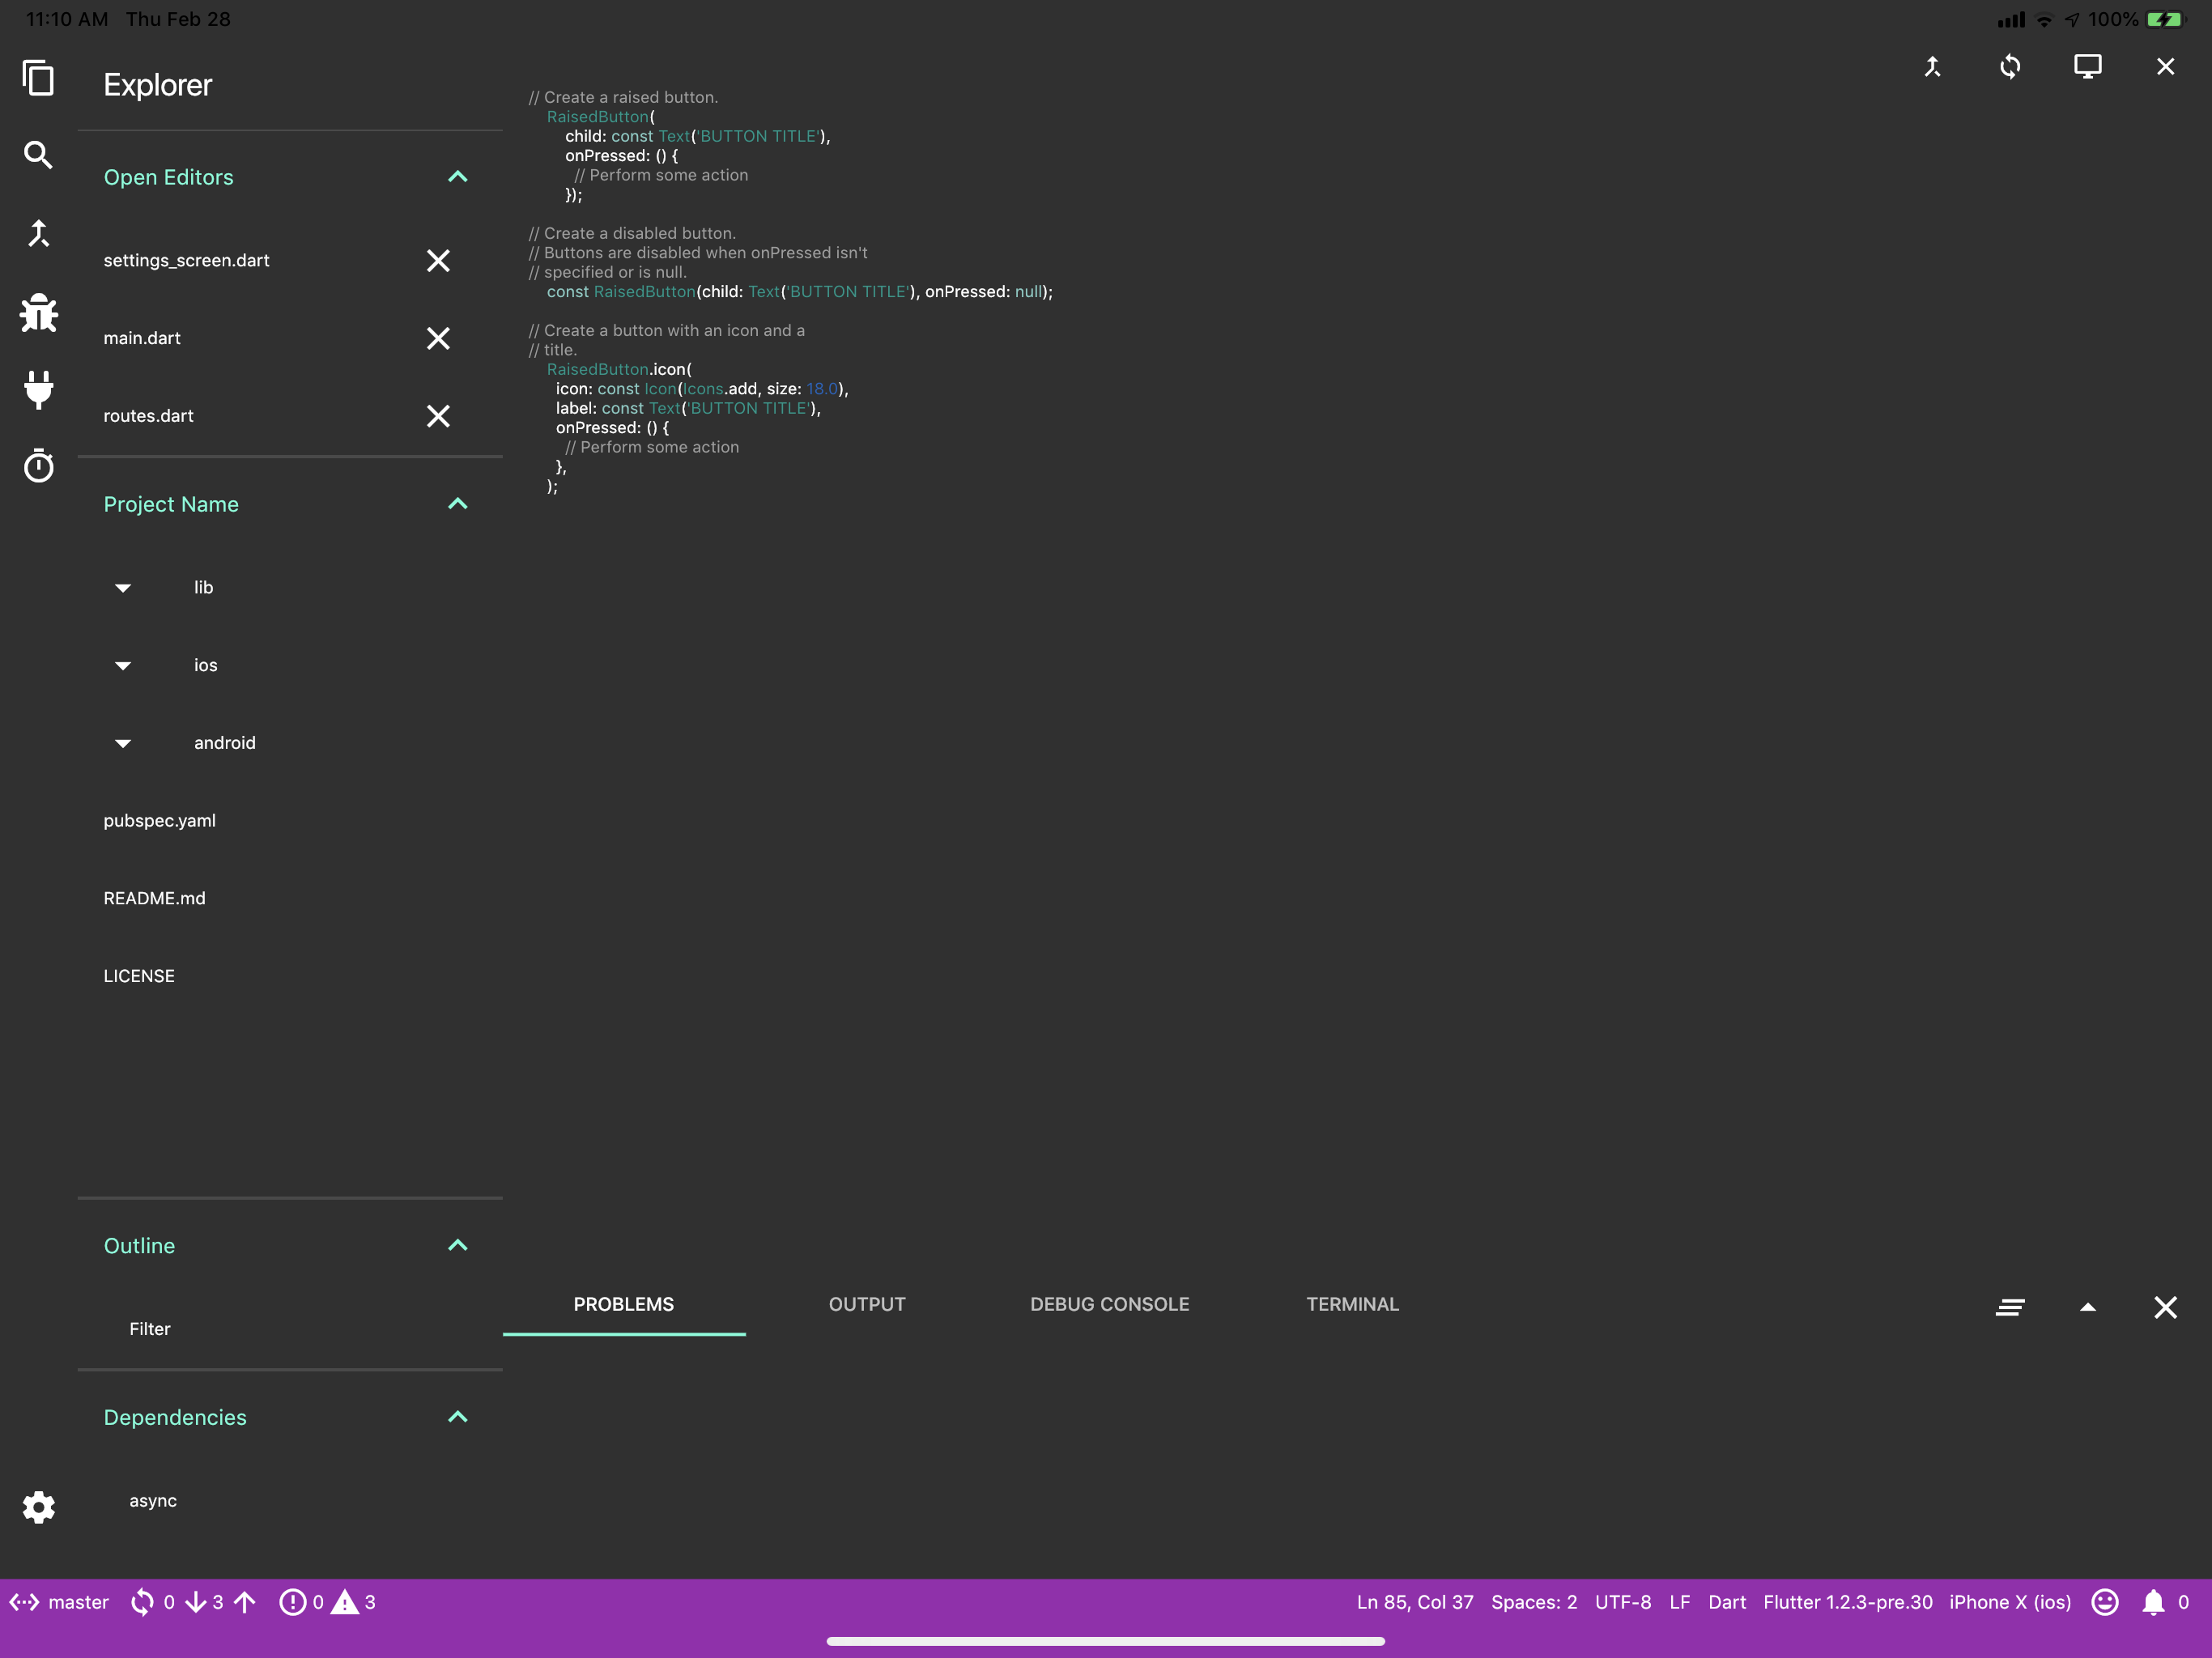 11:10 AM Thu Feb 28
100%
Explorer
Open Editors
settings_screen.dart
main.dart
routes.dart
Project Name
lib
ios
android
pubspec.yaml
README.md
LICENSE
Outline
Filter
Dependencies
async
// Create a raised button.
RaisedButton(
child: const Text('BUTTON TITLE'),
onPressed: () {
// Perform some action
});
// Create a disabled button.
// Buttons are disabled when onPressed isn't
// specified or is null.
const RaisedButton(child: Text('BUTTON TITLE'), onPressed: null);
// Create a button with an icon and a
// title.
RaisedButton.icon(
icon: const Icon(Icons.add, size: 18.0),
label: const Text('BUTTON TITLE'),
onPressed: () {
// Perform some action
},
);
PROBLEMS OUTPUT DEBUG CONSOLE TERMINAL
master 0 3 0 3 Ln 85, Col 37 Spaces: 2 UTF-8 LF Dart Flutter 1.2.3-pre.30 iPhone X (ios) 0